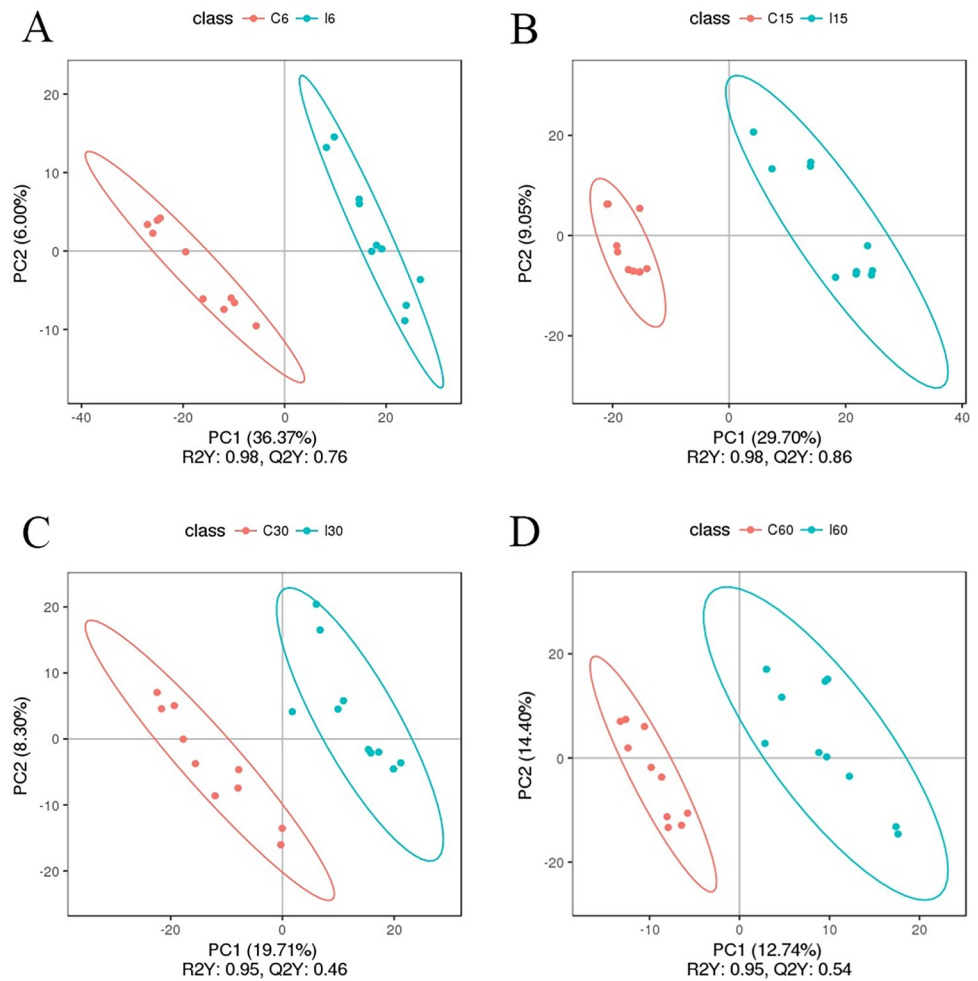 A
class C6 I6
20
10
0
-10
PC2 (6.00%)
-40 -20 0 20
PC1 (36.37%)
R2Y: 0.98, Q2Y: 0.76
B
class C15 I15
20
0
-20
PC2 (9.05%)
-20 0 20 40
PC1 (29.70%)
R2Y: 0.98, Q2Y: 0.86
C
class C30 I30
20
10
0
-10
-20
PC2 (8.30%)
-20 0 20
PC1 (19.71%)
R2Y: 0.95, Q2Y: 0.46
D
class C60 I60
20
0
-20
PC2 (14.40%)
-10 0 10 20
PC1 (12.74%)
R2Y: 0.95, Q2Y: 0.54